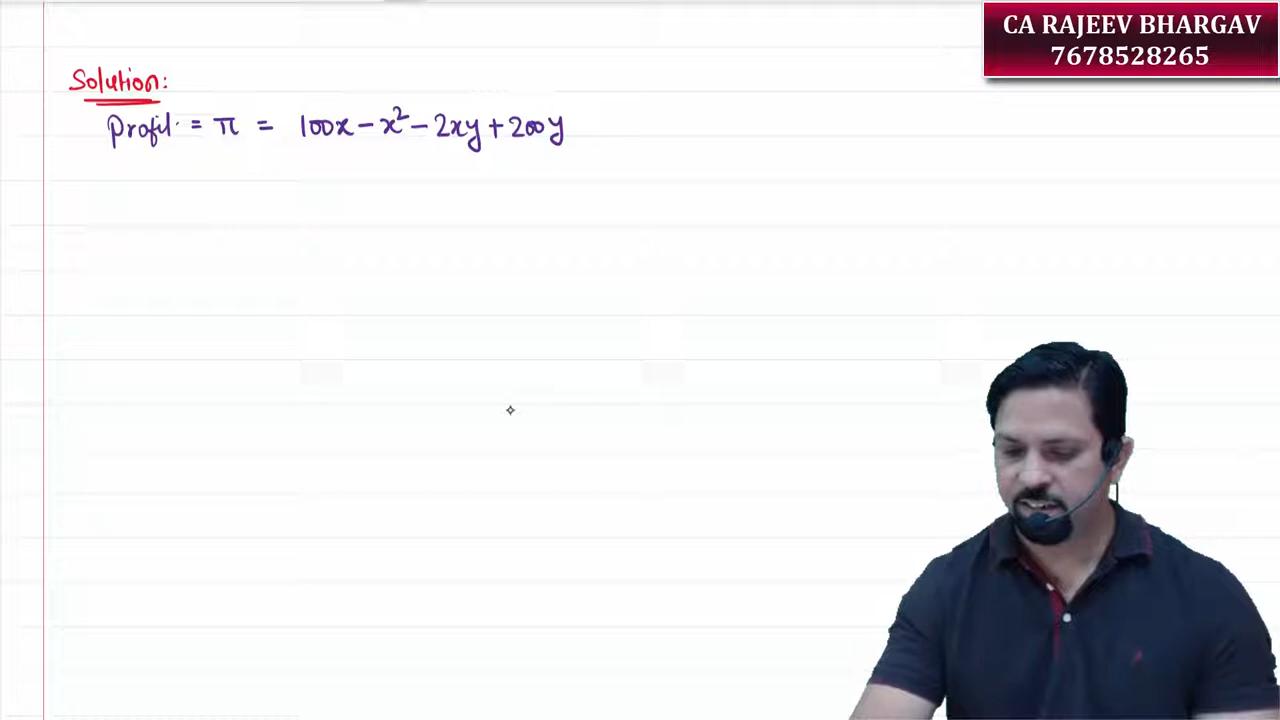 CA RAJEEV BHARGAV
7678528265
Solution:
Profit = π = 100x - x² - 2xy + 200y